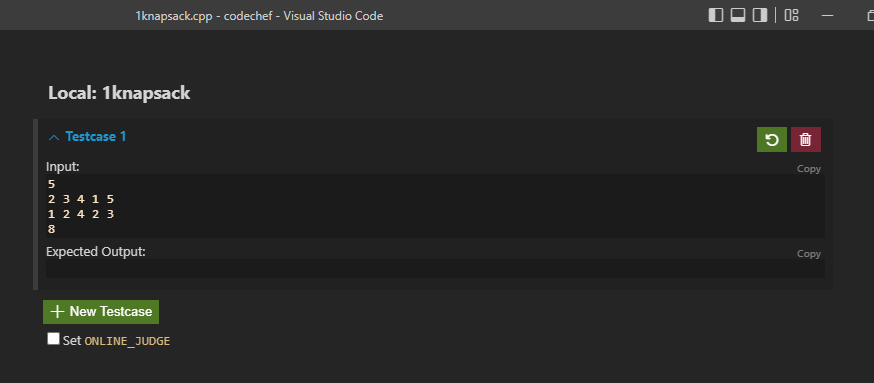 1knapsack.cpp - codechef - Visual Studio Code
Local: 1knapsack
Testcase 1
Input:
Copy
5
2 3 4 1 5
1 2 4 2 3
8
Expected Output:
Copy
New Testcase
Set ONLINE_JUDGE